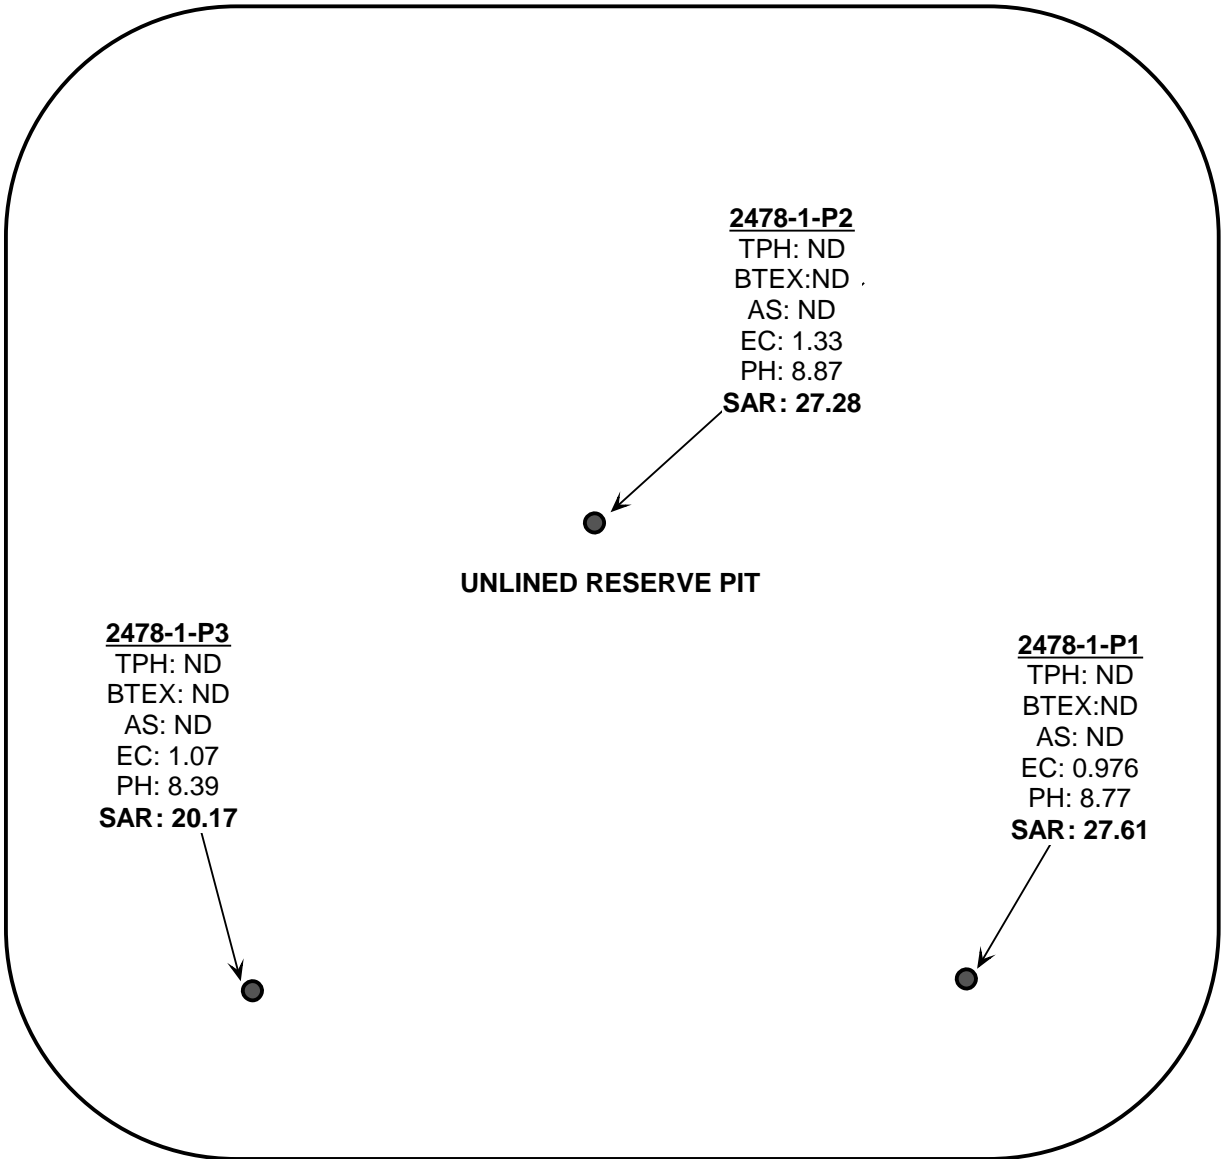 2478-1-P2
TPH: ND
BTEX:ND
AS: ND
EC: 1.33
PH: 8.87
SAR: 27.28
UNLINED RESERVE PIT
2478-1-P3
TPH: ND
BTEX: ND
AS: ND
EC: 1.07
PH: 8.39
SAR: 20.17
2478-1-P1
TPH: ND
BTEX:ND
AS: ND
EC: 0.976
PH: 8.77
SAR: 27.61